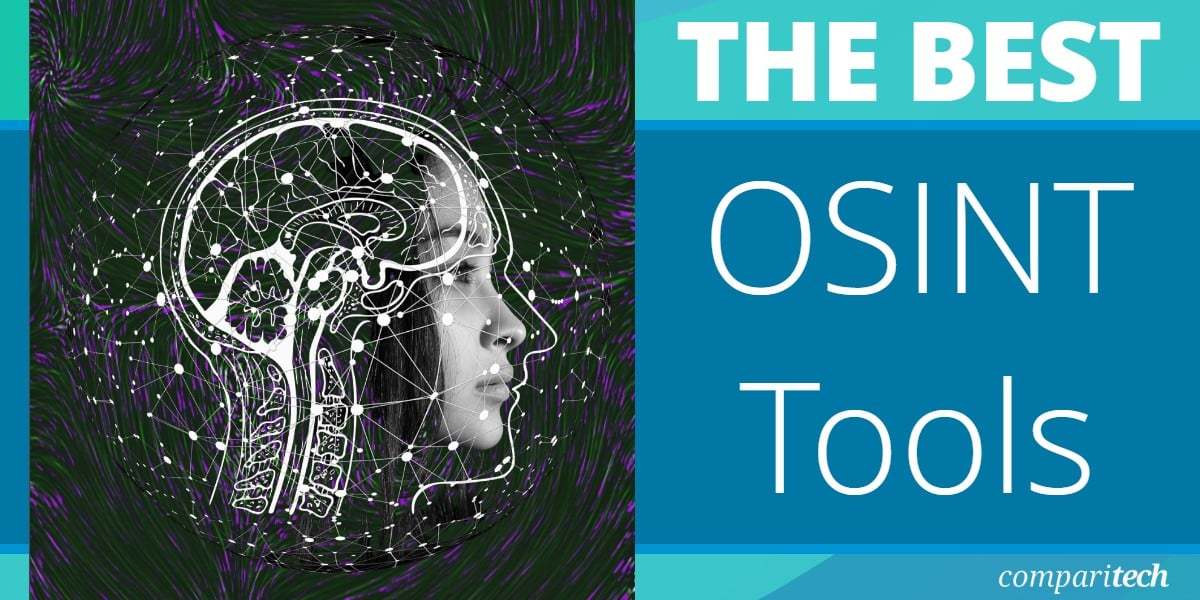 THE BEST
OSINT
Tools
comparitech